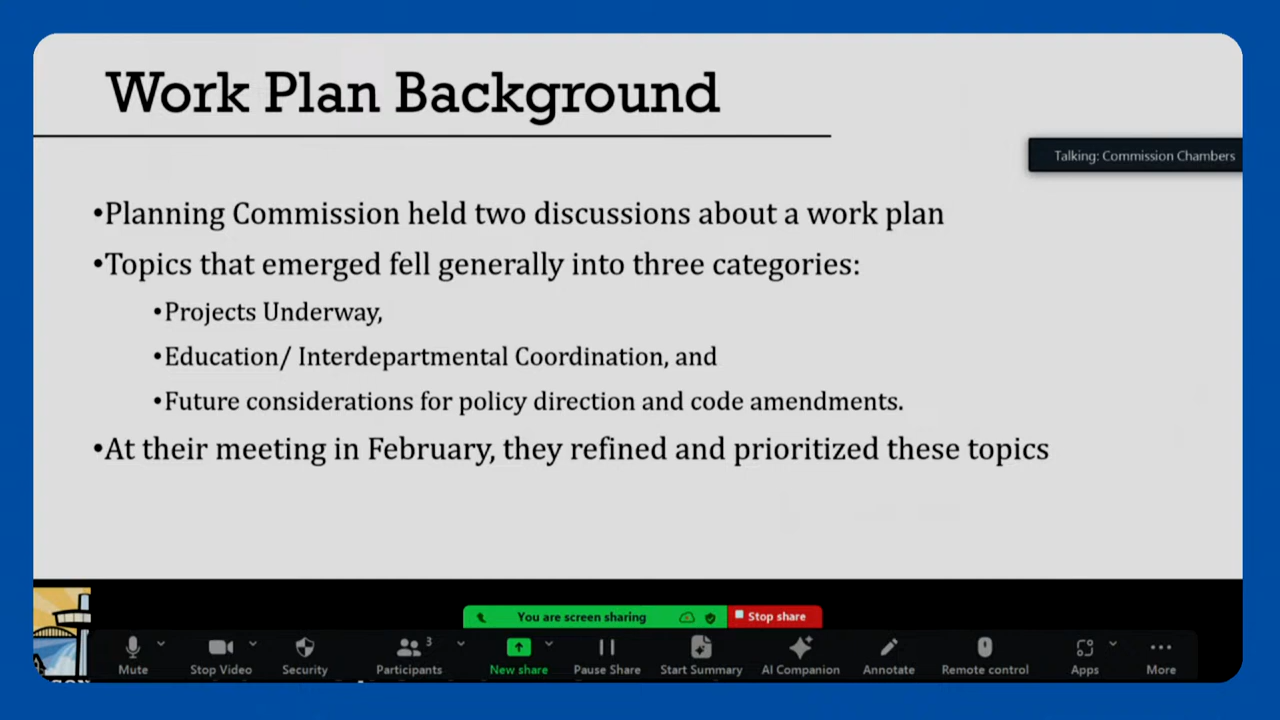 Work Plan Background
Talking: Commission Chambers
•Planning Commission held two discussions about a work plan
•Topics that emerged fell generally into three categories:
•Projects Underway,
•Education/ Interdepartmental Coordination, and
•Future considerations for policy direction and code amendments.
•At their meeting in February, they refined and prioritized these topics
You are screen sharing
Stop share
3
Mute
Stop Video
Security
Participants
New share
Pause Share
Start Summary
AI Companion
Annotate
Remote control
Apps
More